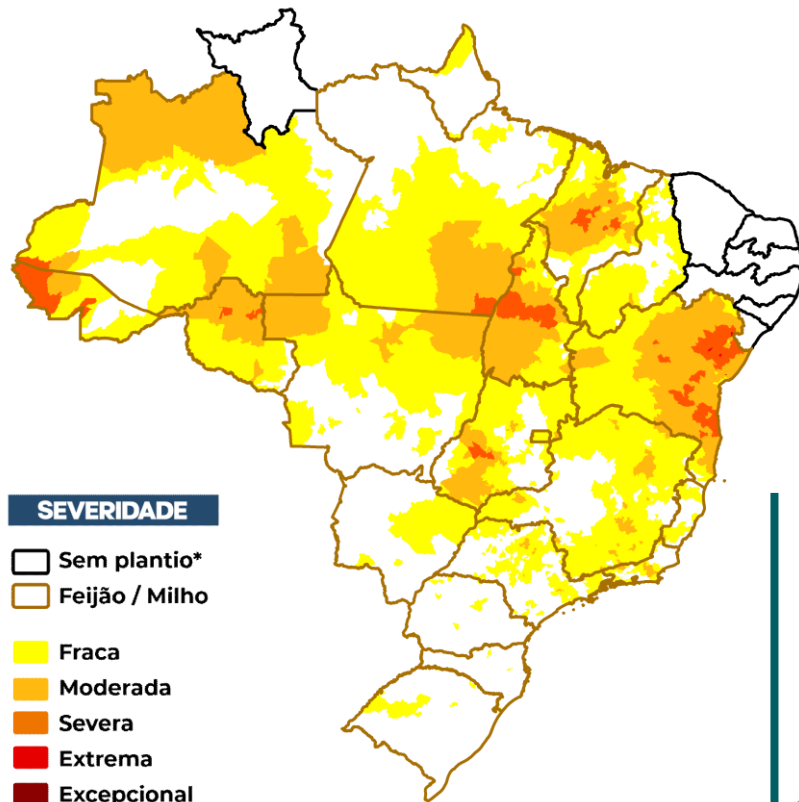 SEVERIDADE
Sem plantio*
Feijão / Milho
Fraca
Moderada
Severa
Extrema
Excepcional